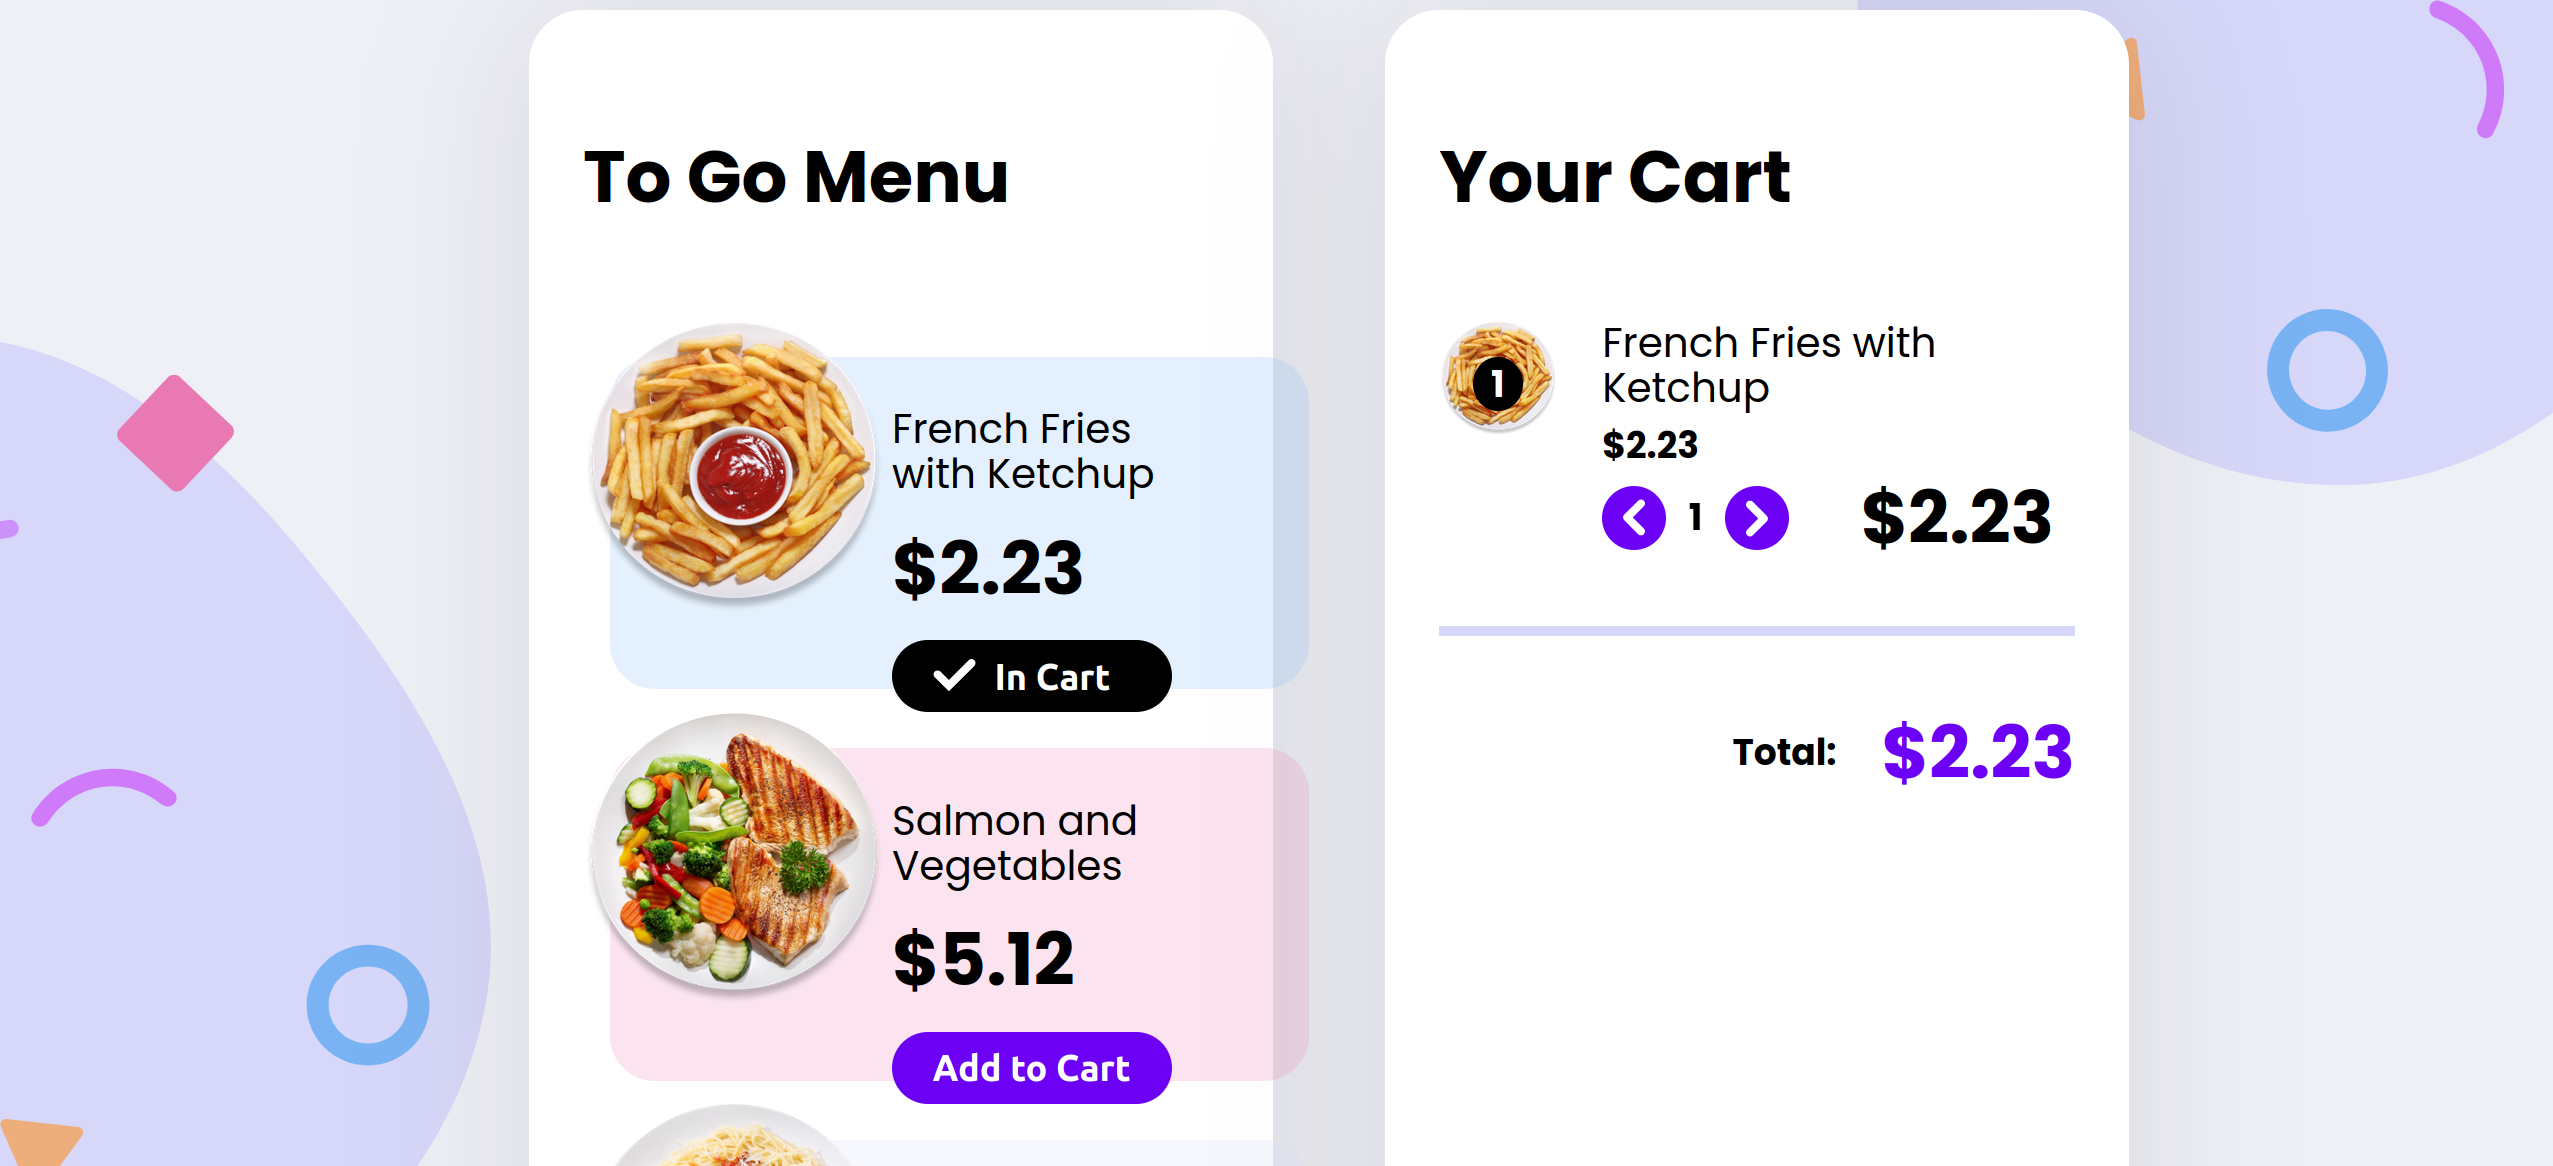 To Go Menu
French Fries
with Ketchup
$2.23
In Cart
Salmon and
Vegetables
$5.12
Add to Cart
Your Cart
1
French Fries with
Ketchup
$2.23
1
$2.23
Total: $2.23